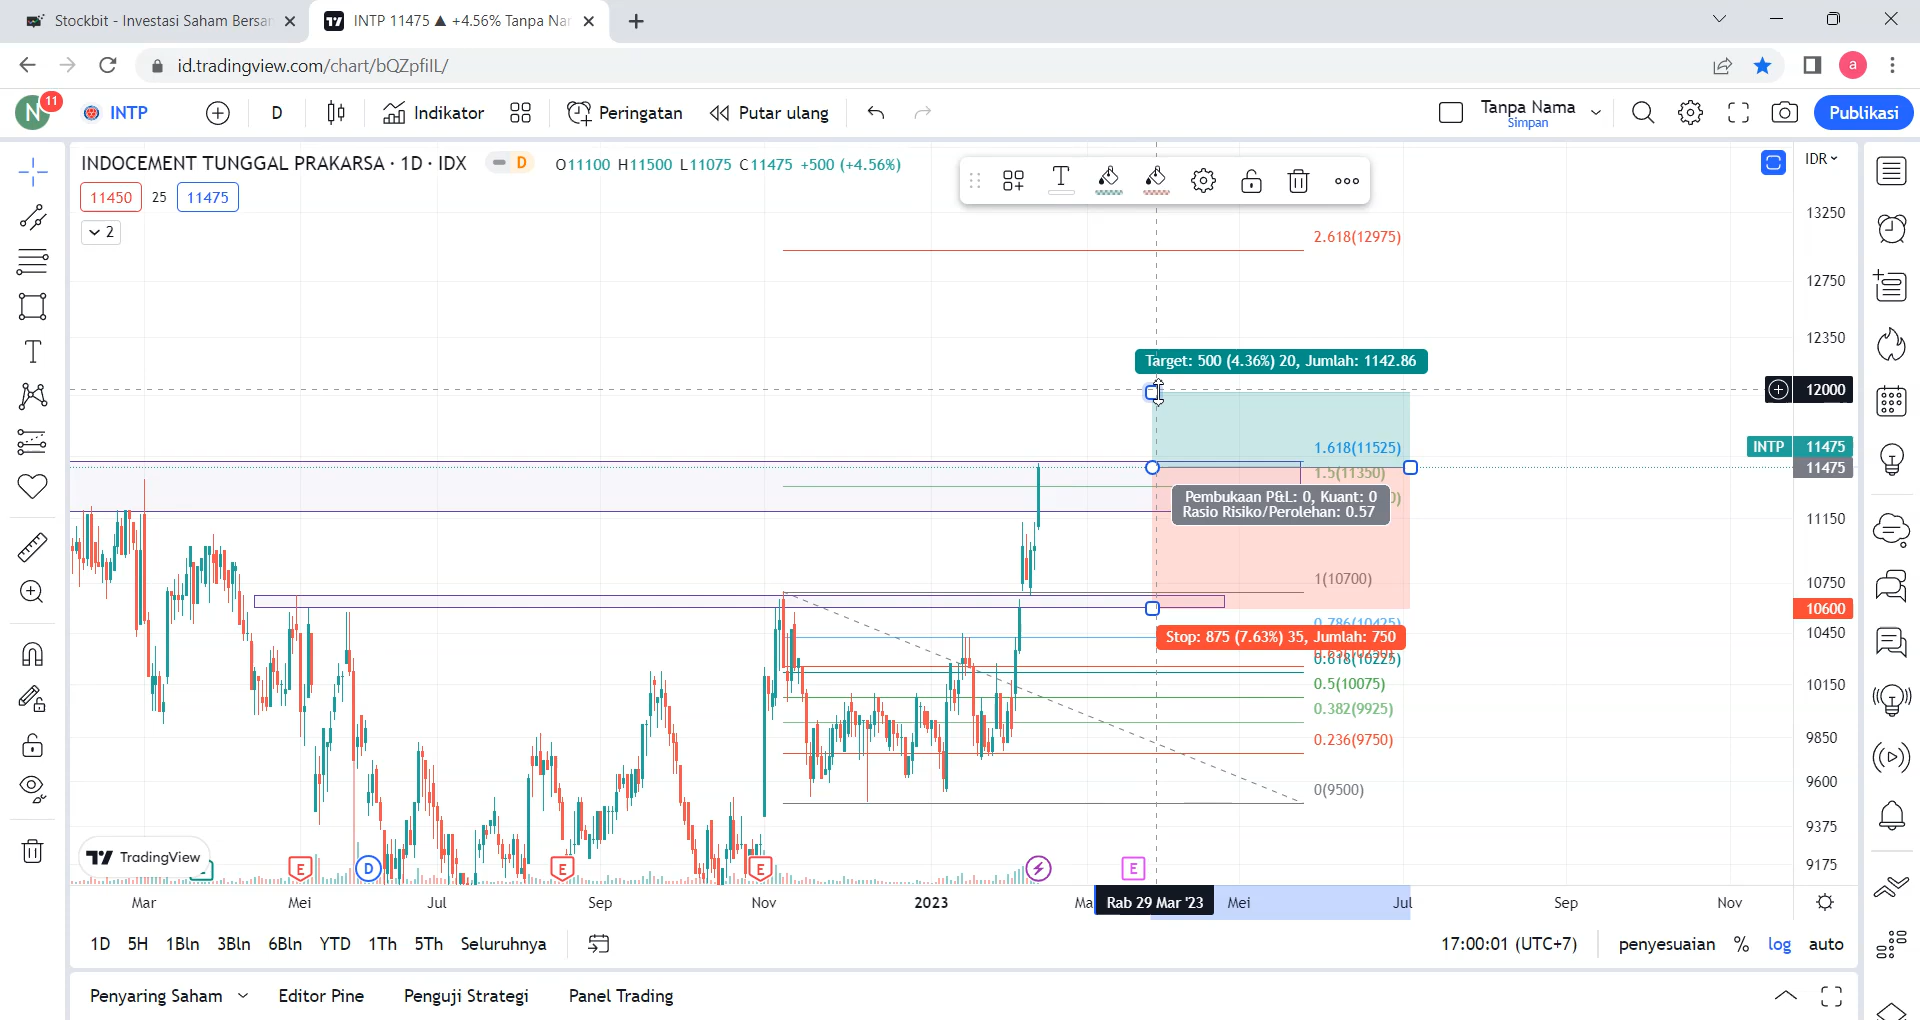 Stockbit - Investasi Saham Bersar
INTP 11475 ▲ +4.56% Tanpa Nar
id.tradingview.com/chart/bQZpfiIL/
N 11 INTP D Indikator Peringatan Putar ulang Tanpa Nama Simpan Publikasi
INDOCEMENT TUNGGAL PRAKARSA · 1D · IDX D O11100 H11500 L11075 C11475 +500 (+4.56%)
IDR
11450 25 11475
2
2.618(12975)
Target: 500 (4.36%) 20, Jumlah: 1142.86
1.618(11525)
1.5(11350)
Pembukaan P&L: 0, Kuant: 0
Rasio Risiko/Perolehan: 0.57
1(10700)
0.786(10425)
Stop: 875 (7.63%) 35, Jumlah: 750
0.618(10225)
0.5(10075)
0.382(9925)
0.236(9750)
0(9500)
13250
12750
12350
12000
INTP 11475
11475
11150
10750
10600
10450
10150
9850
9600
9375
9175
TradingView
E D E E E
Mar Mei Jul Sep Nov 2023 Ma Rab 29 Mar '23 Mei Jul Sep Nov
1D 5H 1Bln 3Bln 6Bln YTD 1Th 5Th Seluruhnya 17:00:01 (UTC+7) penyesuaian % log auto
Penyaring Saham Editor Pine Penguji Strategi Panel Trading
a